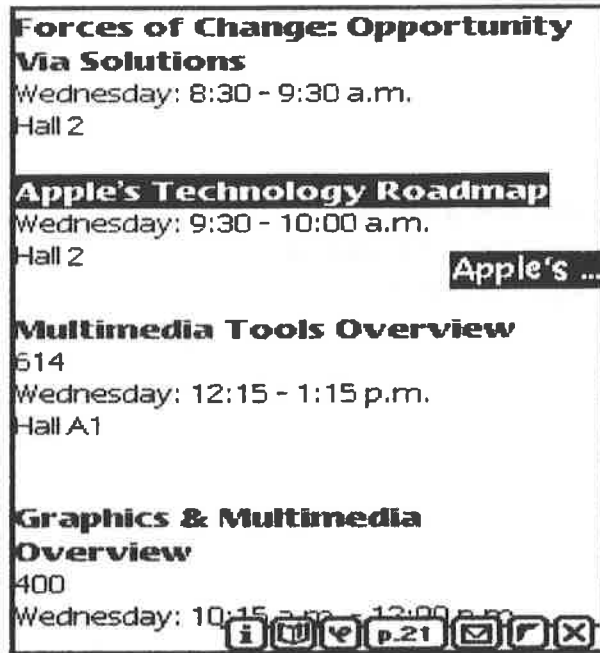 Forces of Change: Opportunity
Via Solutions
Wednesday: 8:30 - 9:30 a.m.
Hall 2
Apple's Technology Roadmap
Wednesday: 9:30 - 10:00 a.m.
Hall 2
Apple's ...
Multimedia Tools Overview
614
Wednesday: 12:15 - 1:15 p.m.
Hall A1
Graphics & Multimedia
Overview
400
Wednesday: 10:15 a.m. - 12:00 p.m.
i
p.21
X